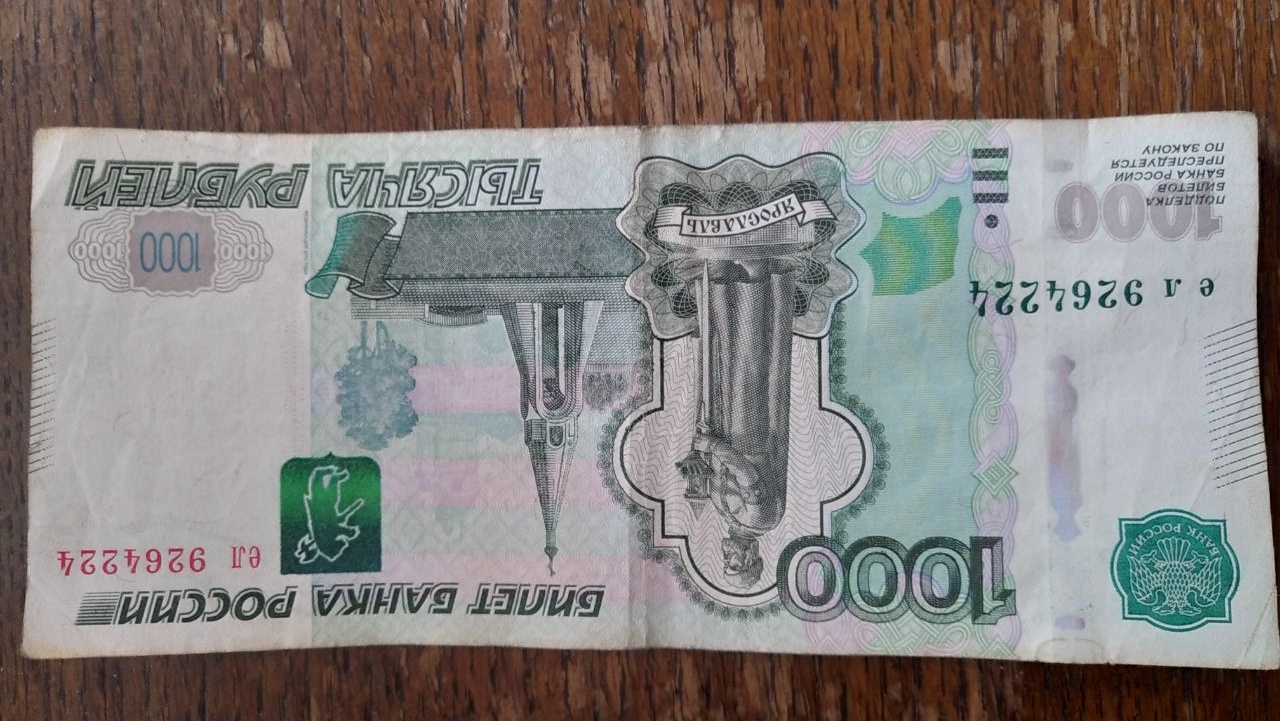 БАНК РОССИИ
1000
БИЛЕТ БАНКА РОССИИ
ел 9264224
ел 9264224
1000
ПОДДЕЛКА
БИЛЕТОВ
БАНКА РОССИИ
ПРЕСЛЕДУЕТСЯ
ПО ЗАКОНУ
ЯРОСЛАВЛЬ
1000 1000 1000
ТЫСЯЧА РУБЛЕЙ